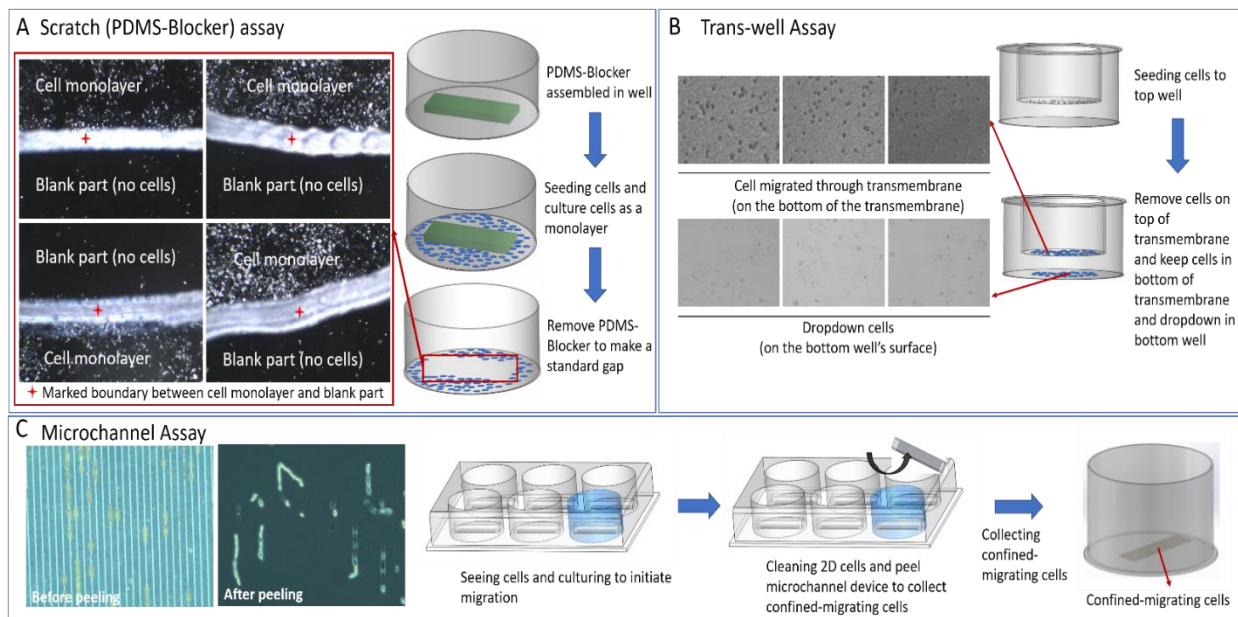 A Scratch (PDMS-Blocker) assay
Cell monolayer
Cell monolayer
Blank part (no cells)
Blank part (no cells)
Blank part (no cells)
Cell monolayer
Cell monolayer
Blank part (no cells)
Marked boundary between cell monolayer and blank part
PDMS-Blocker
assembled in well
Seeding cells and
culture cells as a
monolayer
Remove PDMS-
Blocker to make a
standard gap
B Trans-well Assay
Cell migrated through transmembrane
(on the bottom of the transmembrane)
Dropdown cells
(on the bottom well's surface)
Seeding cells to
top well
Remove cells on
top of
transmembrane
and keep cells in
bottom of
transmembrane
and dropdown in
bottom well
C Microchannel Assay
Before peeling
After peeling
Seeing cells and culturing to initiate
migration
Cleaning 2D cells and peel
microchannel device to collect
confined-migrating cells
Collecting
confined-
migrating cells
Confined-migrating cells